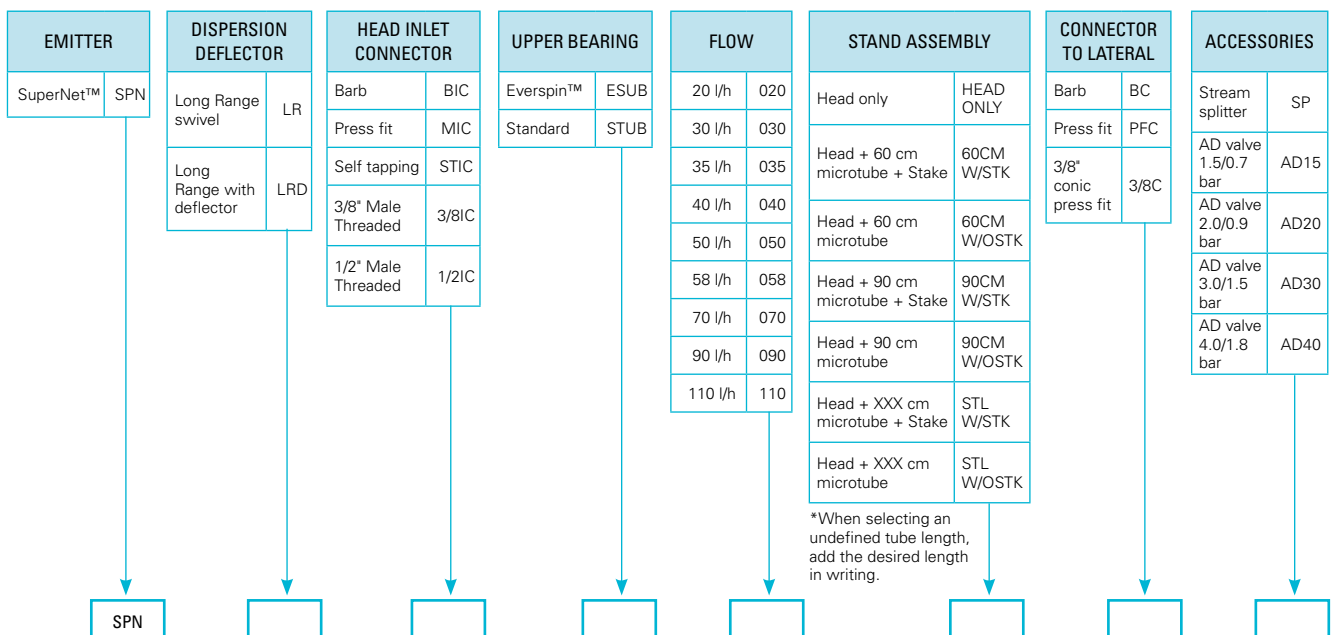 EMITTER
SuperNet™ SPN
DISPERSION
DEFLECTOR
Long Range
swivel
LR
Long
Range with
deflector
LRD
HEAD INLET
CONNECTOR
Barb BIC
Press fit MIC
Self tapping STIC
3/8" Male
Threaded
3/8IC
1/2" Male
Threaded
1/2IC
UPPER BEARING
Everspin™ ESUB
Standard STUB
FLOW
20 l/h 020
30 l/h 030
35 l/h 035
40 l/h 040
50 l/h 050
58 l/h 058
70 l/h 070
90 l/h 090
110 l/h 110
STAND ASSEMBLY
Head only
HEAD
ONLY
Head + 60 cm
microtube + Stake
60CM
W/STK
Head + 60 cm
microtube
60CM
W/OSTK
Head + 90 cm
microtube + Stake
90CM
W/STK
Head + 90 cm
microtube
90CM
W/OSTK
Head + XXX cm
microtube + Stake
STL
W/STK
Head + XXX cm
microtube
STL
W/OSTK
*When selecting an
undefined tube length,
add the desired length
in writing.
CONNECTOR
TO LATERAL
Barb BC
Press fit PFC
3/8"
conic
press fit
3/8C
ACCESSORIES
Stream
splitter
SP
AD valve
1.5/0.7
bar
AD15
AD valve
2.0/0.9
bar
AD20
AD valve
3.0/1.5
bar
AD30
AD valve
4.0/1.8
bar
AD40
SPN